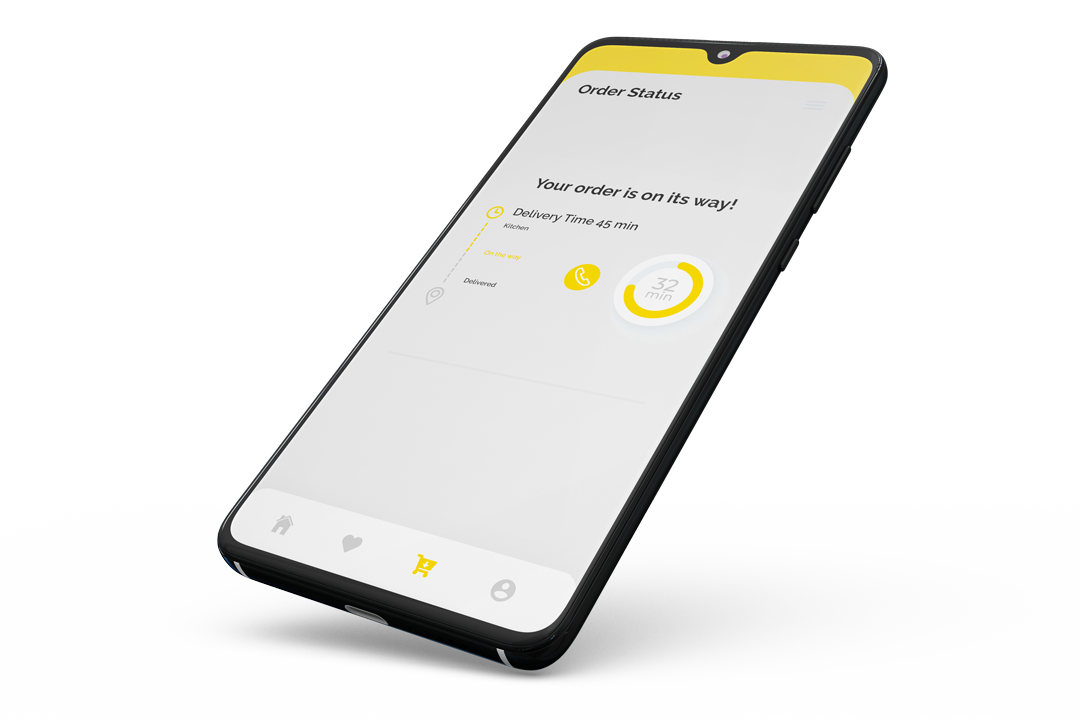 Order Status
Your order is on its way!
Delivery Time 45 min
Kitchen
On the way
Delivered
32
min